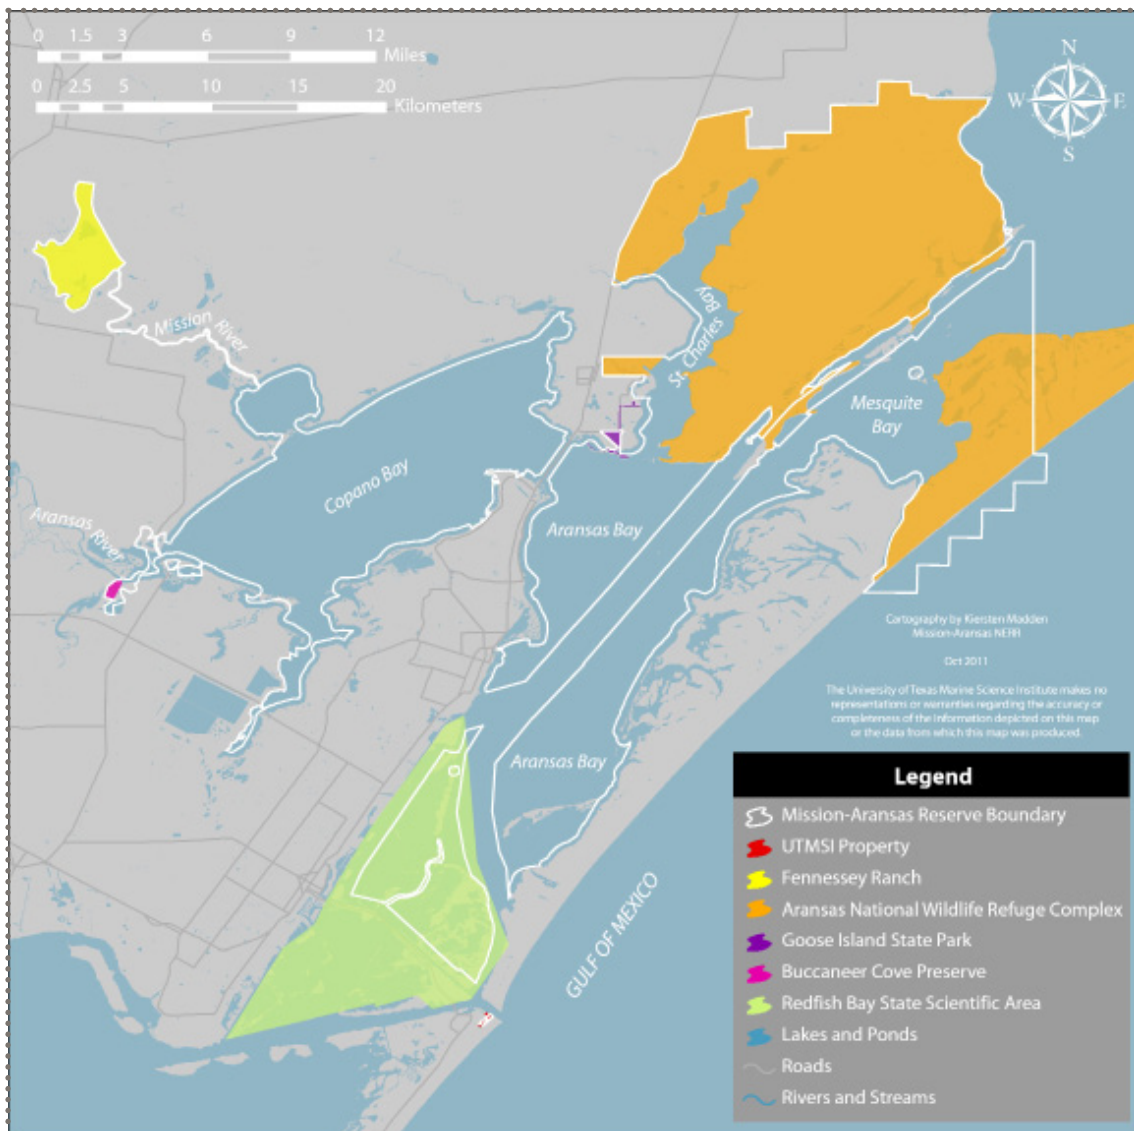 0 1.5 3 6 9 12
Miles
0 2.5 5 10 15 20
Kilometers
N
W E
S
Mission River
St. Charles Bay
Mesquite
Bay
Copano Bay
Aransas River
Aransas Bay
Cartography by Kiersten Madden
Mission-Aransas NERR
Oct 2011
The University of Texas Marine Science Institute makes no
representations or warranties regarding the accuracy or
completeness of the information depicted on this map
or the data from which this map was produced.
Aransas Bay
GULF OF MEXICO
Legend
Mission-Aransas Reserve Boundary
UTMSI Property
Fennessey Ranch
Aransas National Wildlife Refuge Complex
Goose Island State Park
Buccaneer Cove Preserve
Redfish Bay State Scientific Area
Lakes and Ponds
Roads
Rivers and Streams